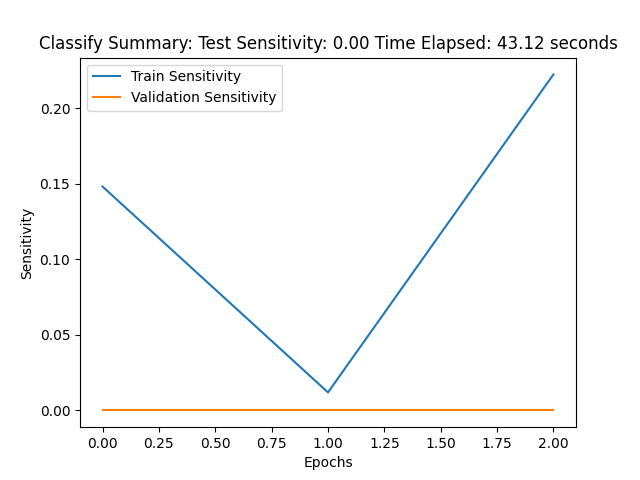 Classify Summary: Test Sensitivity: 0.00 Time Elapsed: 43.12 seconds
Train Sensitivity
Validation Sensitivity
0.20
0.15
0.10
0.05
0.00
Sensitivity
0.00 0.25 0.50 0.75 1.00 1.25 1.50 1.75 2.00
Epochs